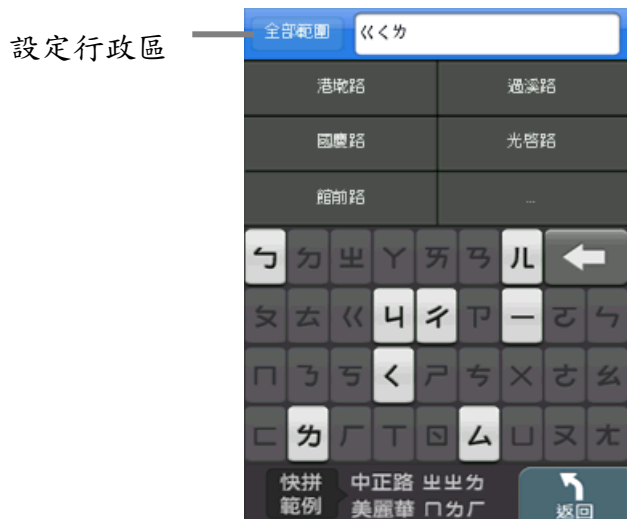 設定行政區
全部範圍 ㄍㄑㄌ
港墘路 過溪路
國慶路 光啓路
館前路 ...
ㄅ ㄉ ㄓ ㄚ ㄞ ㄢ ㄦ
ㄆ ㄊ ㄍ ㄐ ㄔ ㄗ ㄧ ㄛ ㄣ
ㄇ ㄋ ㄎ ㄑ ㄕ ㄘ ㄨ ㄜ ㄠ
ㄈ ㄌ ㄏ ㄒ ㄖ ㄙ ㄩ ㄡ ㄤ
快拼 中正路 ㄓㄓㄌ
範例 美麗華 ㄇㄌㄏ
返回